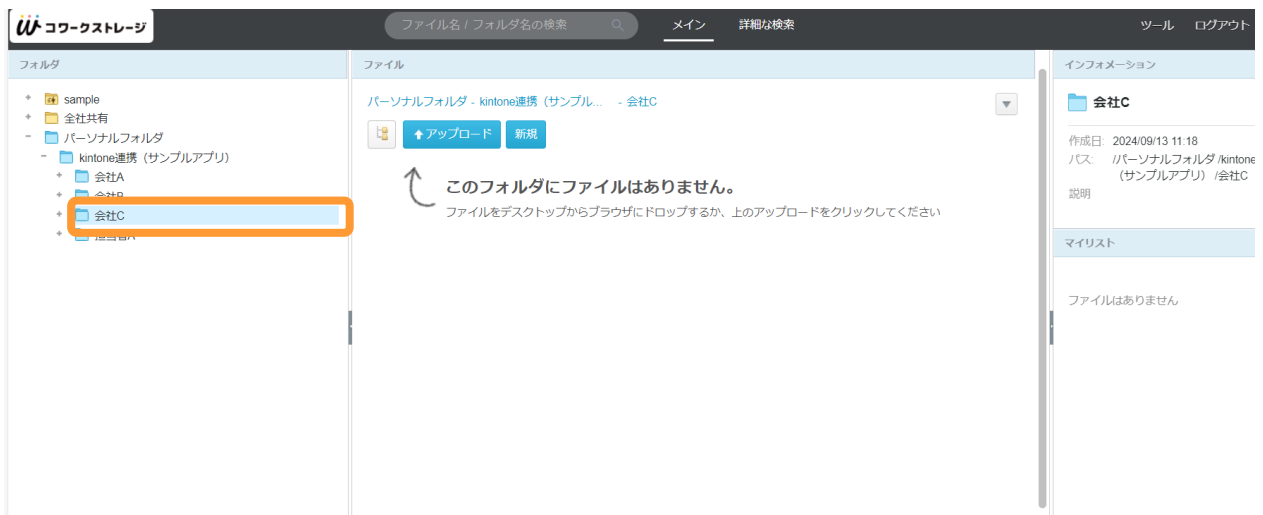 コワークストレージ
ファイル名 / フォルダ名の検索
メイン
詳細な検索
ツール
ログアウト
フォルダ
sample
全社共有
パーソナルフォルダ
kintone連携（サンプルアプリ）
会社A
会社B
会社C
担当者A
ファイル
パーソナルフォルダ - kintone連携（サンプル... - 会社C
アップロード
新規
このフォルダにファイルはありません。
ファイルをデスクトップからブラウザにドロップするか、上のアップロードをクリックしてください
インフォメーション
会社C
作成日: 2024/09/13 11:18
パス: /パーソナルフォルダ /kintone
（サンプルアプリ） /会社C
説明
マイリスト
ファイルはありません